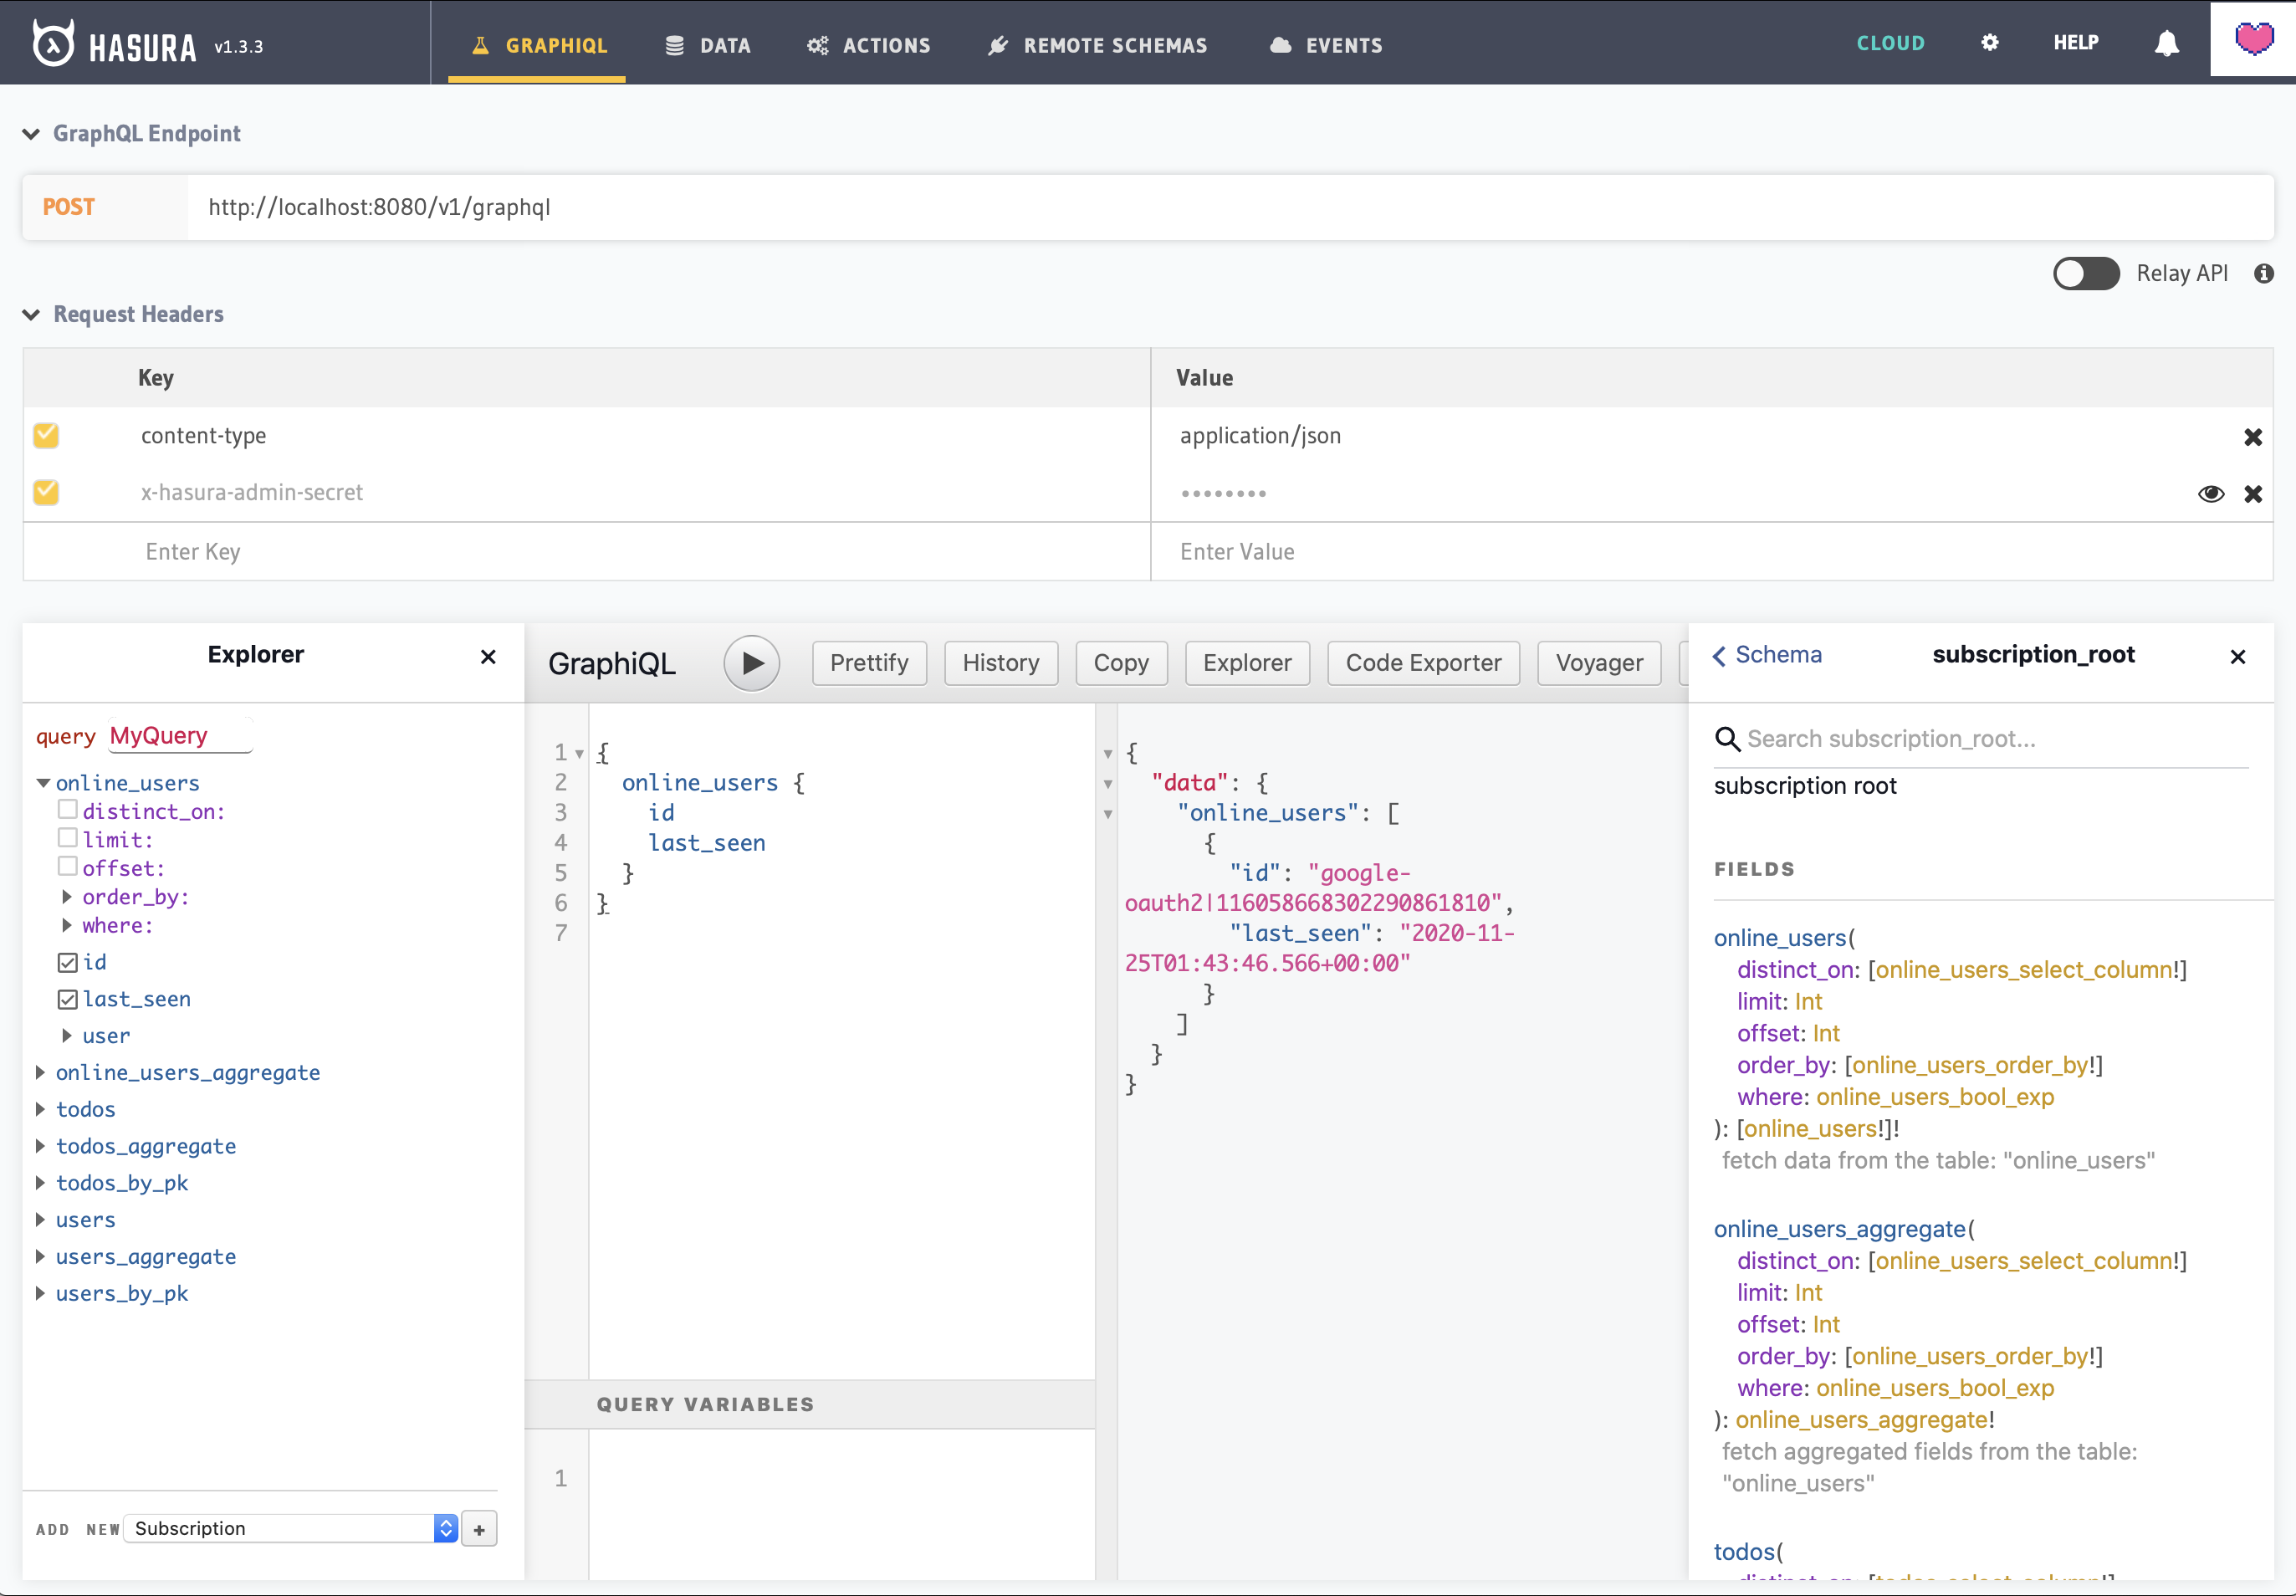 HASURA v1.3.3 GRAPHIQL DATA ACTIONS REMOTE SCHEMAS EVENTS CLOUD HELP
GraphQL Endpoint
POST http://localhost:8080/v1/graphql
Relay API
Request Headers
Key Value
content-type application/json
x-hasura-admin-secret ••••••••
Enter Key Enter Value
Explorer
query MyQuery
online_users
distinct_on:
limit:
offset:
order_by:
where:
id
last_seen
user
online_users_aggregate
todos
todos_aggregate
todos_by_pk
users
users_aggregate
users_by_pk
ADD NEW Subscription +
GraphiQL Prettify History Copy Explorer Code Exporter Voyager
1 {
2 online_users {
3 id
4 last_seen
5 }
6 }
7
QUERY VARIABLES
1
{
"data": {
"online_users": [
{
"id": "google-
oauth2|116058668302290861810",
"last_seen": "2020-11-
25T01:43:46.566+00:00"
}
]
}
}
Schema subscription_root
Search subscription_root...
subscription root
FIELDS
online_users(
distinct_on: [online_users_select_column!]
limit: Int
offset: Int
order_by: [online_users_order_by!]
where: online_users_bool_exp
): [online_users!]!
fetch data from the table: "online_users"
online_users_aggregate(
distinct_on: [online_users_select_column!]
limit: Int
offset: Int
order_by: [online_users_order_by!]
where: online_users_bool_exp
): online_users_aggregate!
fetch aggregated fields from the table:
"online_users"
todos(
distinct_on: [todos_select_column!]